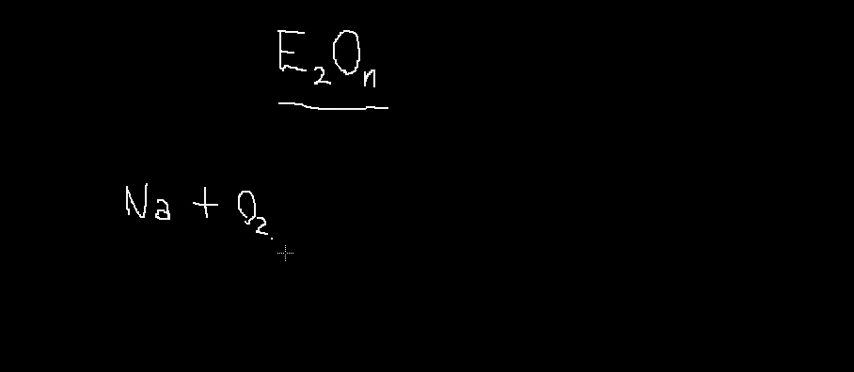 E₂Oₙ
Na + O₂